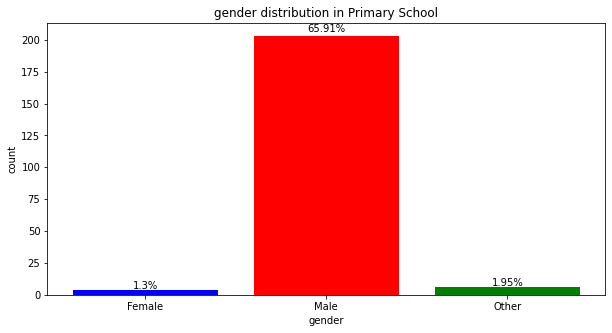 gender distribution in Primary School
count
200
175
150
125
100
75
50
25
0
1.3%
65.91%
1.95%
Female
Male
Other
gender